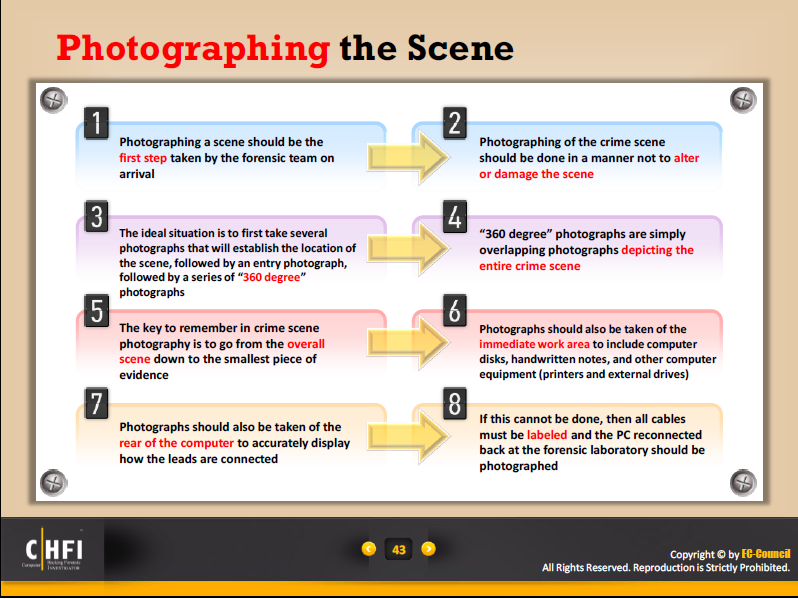 Photographing the Scene
1
Photographing a scene should be the
first step taken by the forensic team on
arrival
2
Photographing of the crime scene
should be done in a manner not to alter
or damage the scene
3
The ideal situation is to first take several
photographs that will establish the location of
the scene, followed by an entry photograph,
followed by a series of “360 degree”
photographs
4
“360 degree” photographs are simply
overlapping photographs depicting the
entire crime scene
5
The key to remember in crime scene
photography is to go from the overall
scene down to the smallest piece of
evidence
6
Photographs should also be taken of the
immediate work area to include computer
disks, handwritten notes, and other computer
equipment (printers and external drives)
7
Photographs should also be taken of the
rear of the computer to accurately display
how the leads are connected
8
If this cannot be done, then all cables
must be labeled and the PC reconnected
back at the forensic laboratory should be
photographed
CHFI
Computer Hacking Forensic
INVESTIGATOR
43
Copyright © by EC-Council
All Rights Reserved. Reproduction is Strictly Prohibited.